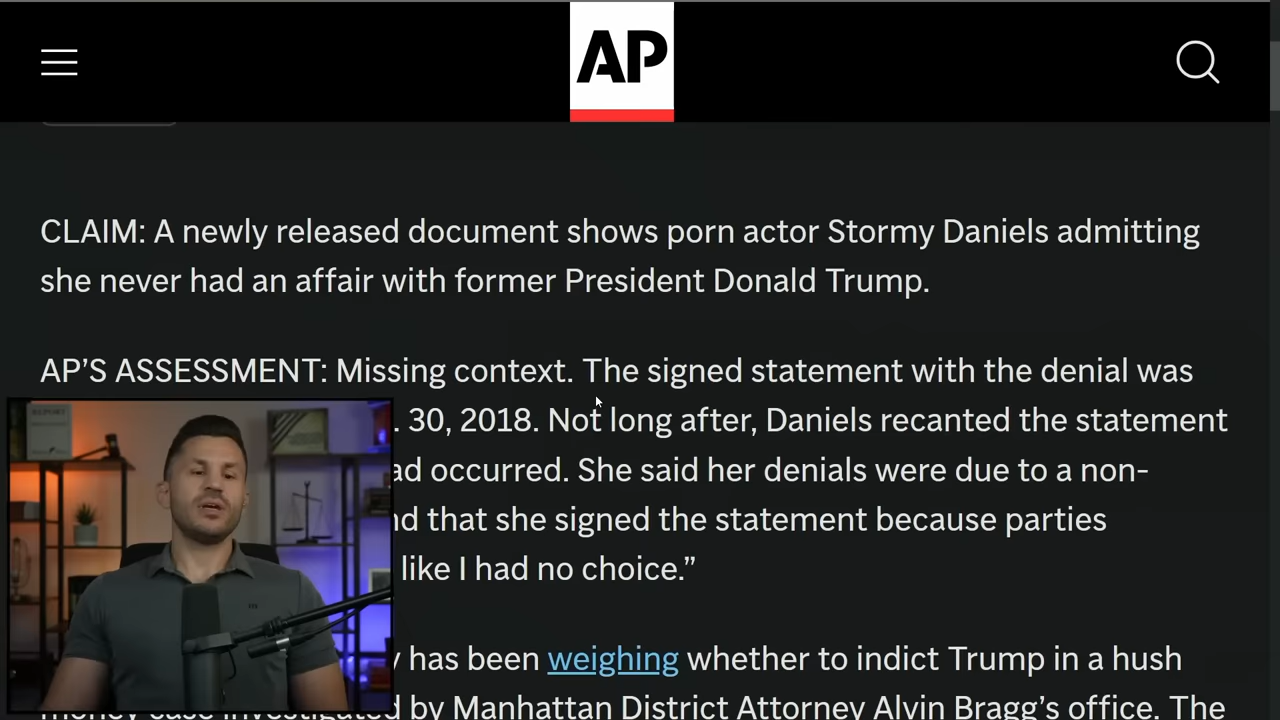 AP
CLAIM: A newly released document shows porn actor Stormy Daniels admitting
she never had an affair with former President Donald Trump.
AP’S ASSESSMENT: Missing context. The signed statement with the denial was
. 30, 2018. Not long after, Daniels recanted the statement
ad occurred. She said her denials were due to a non-
nd that she signed the statement because parties
like I had no choice.”
y has been weighing whether to indict Trump in a hush
money case investigated by Manhattan District Attorney Alvin Bragg’s office. The